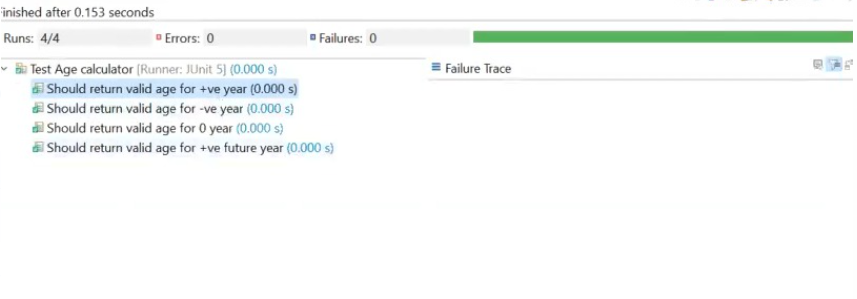 inished after 0.153 seconds
Runs: 4/4 Errors: 0 Failures: 0
Test Age calculator [Runner: JUnit 5] (0.000 s)
Failure Trace
Should return valid age for +ve year (0.000 s)
Should return valid age for -ve year (0.000 s)
Should return valid age for 0 year (0.000 s)
Should return valid age for +ve future year (0.000 s)